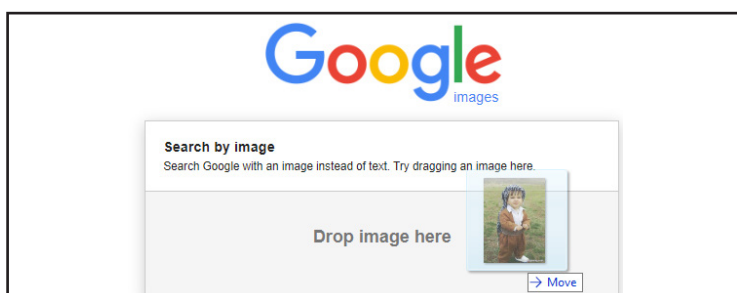 Google
images
Search by image
Search Google with an image instead of text. Try dragging an image here.
Drop image here
→ Move